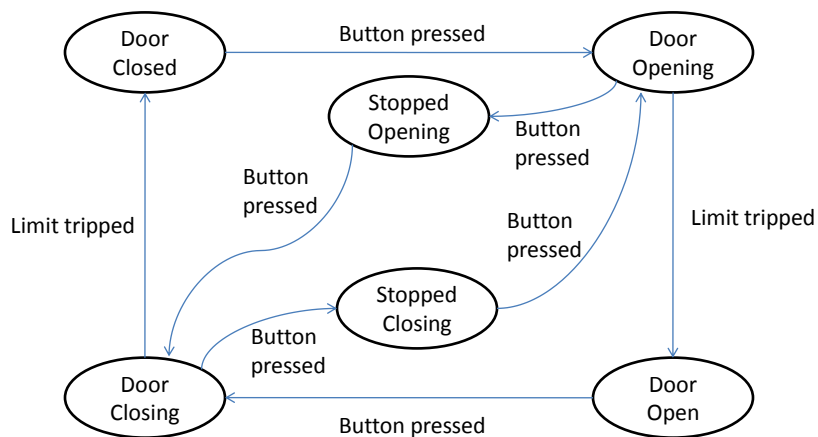 Door
Closed
Button pressed
Door
Opening
Stopped
Opening
Button
pressed
Button
pressed
Limit tripped
Button
pressed
Limit tripped
Stopped
Closing
Button
pressed
Door
Closing
Button pressed
Door
Open